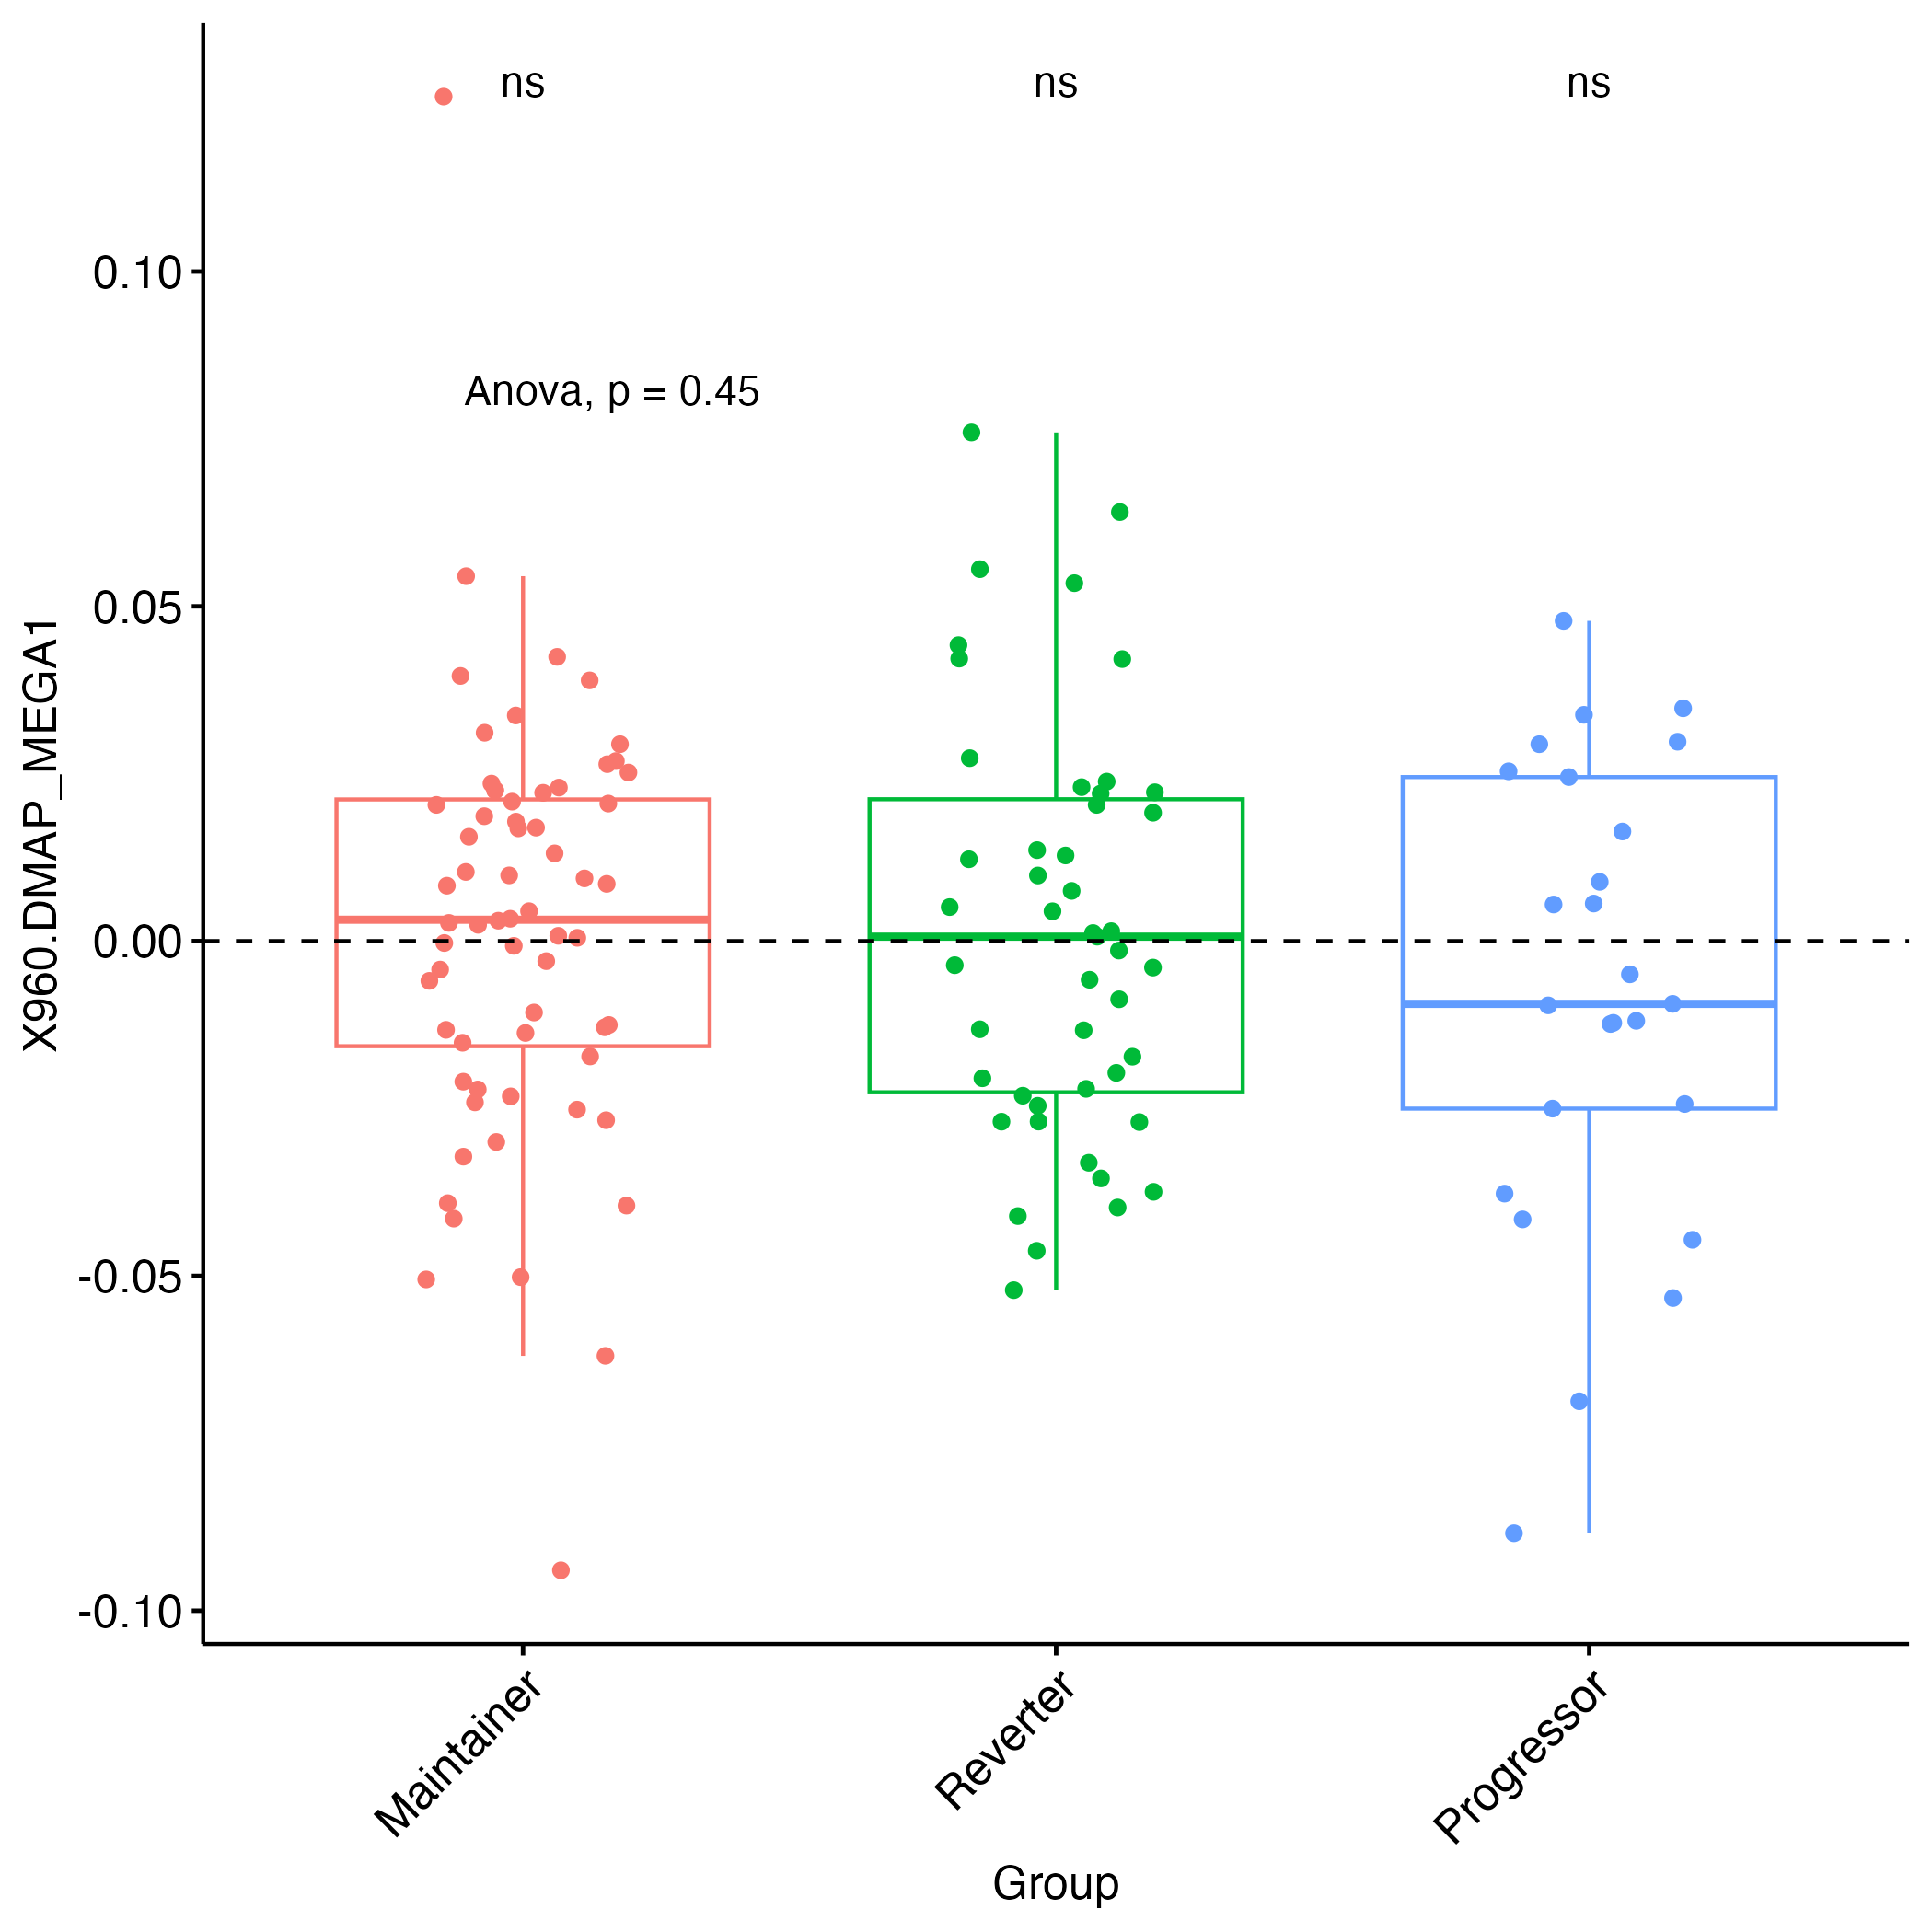 ns
ns
ns
Anova, p = 0.45
0.10
0.05
0.00
-0.05
-0.10
X960.DMAP_MEGA1
Maintainer
Reverter
Progressor
Group